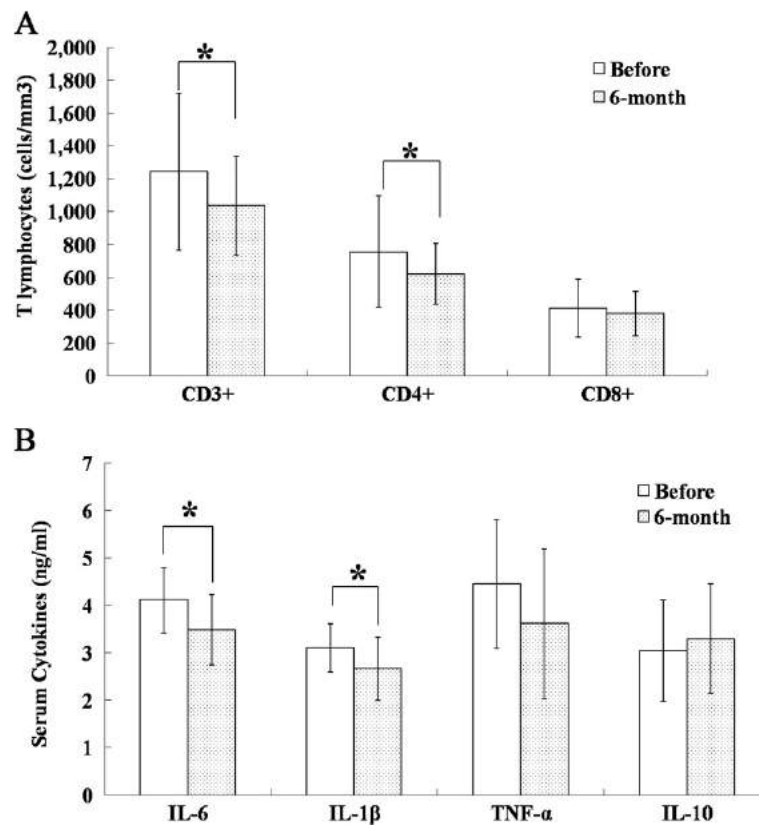 A
T lymphocytes (cells/mm3)
2,000
1,800
1,600
1,400
1,200
1,000
800
600
400
200
0
*
*
Before
6-month
CD3+
CD4+
CD8+
B
Serum Cytokines (ng/ml)
7
6
5
4
3
2
1
0
*
*
Before
6-month
IL-6
IL-1β
TNF-α
IL-10